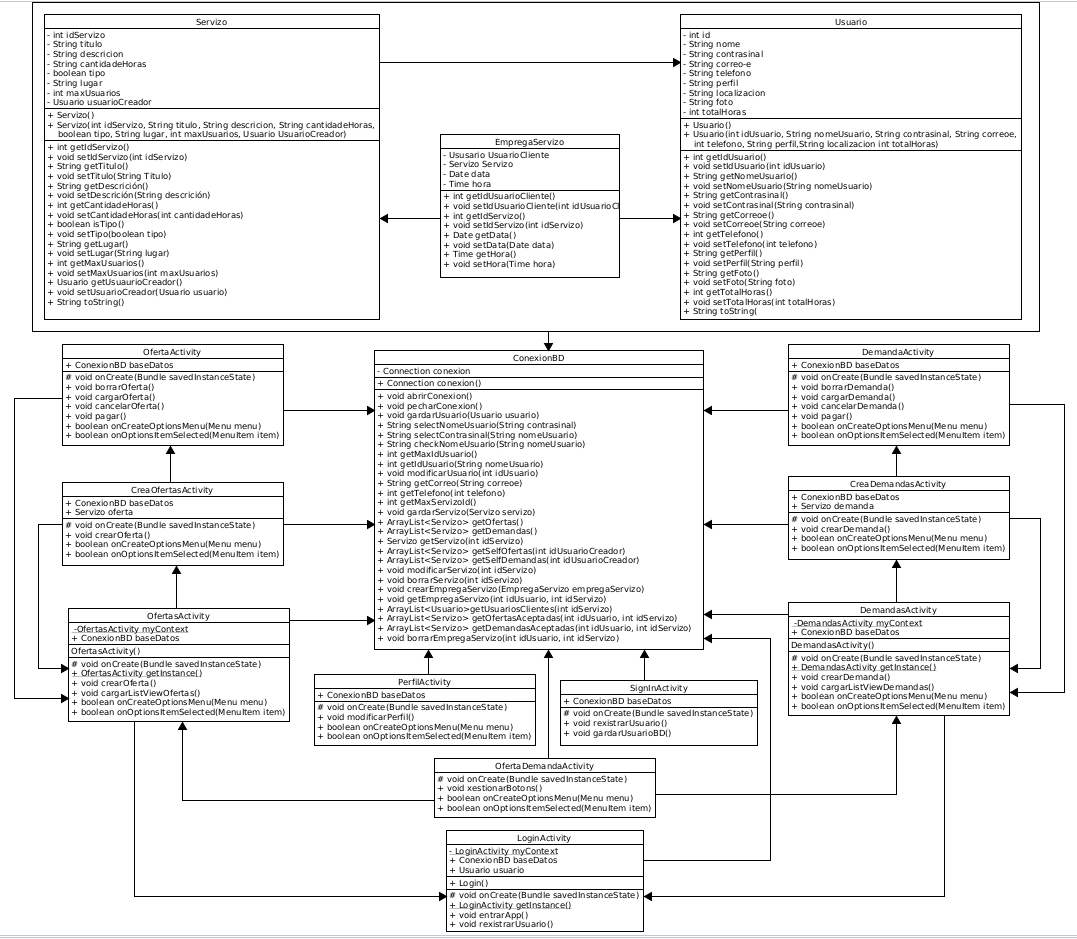 Servizo
- int idServizo
- String titulo
- String descricion
- String cantidadeHoras
- boolean tipo
- String lugar
- int maxUsuarios
- Usuario usuarioCreador
+ Servizo()
+ Servizo(int idServizo, String titulo, String descricion, String cantidadeHoras,
boolean tipo, String lugar, int maxUsuarios, Usuario UsuarioCreador)
+ int getIdServizo()
+ void setIdServizo(int idServizo)
+ String getTitulo()
+ void setTitulo(String Titulo)
+ String getDescrición()
+ void setDescrición(String descrición)
+ int getCantidadeHoras()
+ void setCantidadeHoras(int cantidadeHoras)
+ boolean isTipo()
+ void setTipo(boolean tipo)
+ String getLugar()
+ void setLugar(String lugar)
+ int getMaxUsuarios()
+ void setMaxUsuarios(int maxUsuarios)
+ Usuario getUsuaurioCreador()
+ void setUsuarioCreador(Usuario usuario)
+ String toString()
EmpregaServizo
- Ususario UsuarioCliente
- Servizo Servizo
- Date data
- Time hora
+ int getIdUsuarioCliente()
+ void setIdUsuarioCliente(int idUsuarioCl
+ int getIdServizo()
+ void setIdServizo(int idServizo)
+ Date getData()
+ void setData(Date data)
+ Time getHora()
+ void setHora(Time hora)
Usuario
- int id
- String nome
- String contrasinal
- String correo-e
- String telefono
- String perfil
- String localizacion
- String foto
- int totalHoras
+ Usuario()
+ Usuario(int idUsuario, String nomeUsuario, String contrasinal, String correoe,
int telefono, String perfil,String localizacion int totalHoras)
+ int getIdUsuario()
+ void setIdUsuario(int idUsuario)
+ String getNomeUsuario()
+ void setNomeUsuario(String nomeUsuario)
+ String getContrasinal()
+ void setContrasinal(String contrasinal)
+ String getCorreoe()
+ void setCorreoe(String correoe)
+ int getTelefono()
+ void setTelefono(int telefono)
+ String getPerfil()
+ void setPerfil(String perfil)
+ String getFoto()
+ void setFoto(String foto)
+ int getTotalHoras()
+ void setTotalHoras(int totalHoras)
+ String toString(
OfertaActivity
+ ConexionBD baseDatos
# void onCreate(Bundle savedInstanceState)
+ void borrarOferta()
+ void cargarOferta()
+ void cancelarOferta()
+ void pagar()
+ boolean onCreateOptionsMenu(Menu menu)
+ boolean onOptionsItemSelected(MenuItem item)
CreaOfertasActivity
+ ConexionBD baseDatos
+ Servizo oferta
# void onCreate(Bundle savedInstanceState)
+ void crearOferta()
+ boolean onCreateOptionsMenu(Menu menu)
+ boolean onOptionsItemSelected(MenuItem item)
OfertasActivity
-OfertasActivity myContext
+ ConexionBD baseDatos
OfertasActivity()
# void onCreate(Bundle savedInstanceState)
+ OfertasActivity getInstance()
+ void crearOferta()
+ void cargarListViewOfertas()
+ boolean onCreateOptionsMenu(Menu menu)
+ boolean onOptionsItemSelected(MenuItem item)
ConexionBD
- Connection conexion
+ Connection conexion()
+ void abrirConexion()
+ void pecharConexion()
+ void gardarUsuario(Usuario usuario)
+ String selectNomeUsuario(String contrasinal)
+ String selectContrasinal(String nomeUsuario)
+ String checkNomeUsuario(String nomeUsuario)
+ int getMaxIdUsuario()
+ int getIdUsuario(String nomeUsuario)
+ void modificarUsuario(int idUsuario)
+ String getCorreo(String correoe)
+ int getTelefono(int telefono)
+ int getMaxServizoId()
+ void gardarServizo(Servizo servizo)
+ ArrayList<Servizo> getOfertas()
+ ArrayList<Servizo> getDemandas()
+ Servizo getServizo(int idServizo)
+ ArrayList<Servizo> getSelfOfertas(int idUsuarioCreador)
+ ArrayList<Servizo> getSelfDemandas(int idUsuarioCreador)
+ void modificarServizo(int idServizo)
+ void borrarServizo(int idServizo)
+ void crearEmpregaServizo(EmpregaServizo empregaServizo)
+ void getEmpregaServizo(int idUsuario, int idServizo)
+ ArrayList<Usuario>getUsuariosClientes(int idServizo)
+ ArrayList<Servizo> getOfertasAceptadas(int idUsuario, int idServizo)
+ ArrayList<Servizo> getDemandasAceptadas(int idUsuario, int idServizo)
+ void borrarEmpregaServizo(int idUsuario, int idServizo)
DemandaActivity
+ ConexionBD baseDatos
# void onCreate(Bundle savedInstanceState)
+ void borrarDemanda()
+ void cargarDemanda()
+ void cancelarDemanda()
+ void pagar()
+ boolean onCreateOptionsMenu(Menu menu)
+ boolean onOptionsItemSelected(MenuItem item)
CreaDemandasActivity
+ ConexionBD baseDatos
+ Servizo demanda
# void onCreate(Bundle savedInstanceState)
+ void crearDemanda()
+ boolean onCreateOptionsMenu(Menu menu)
+ boolean onOptionsItemSelected(MenuItem item)
DemandasActivity
-DemandasActivity myContext
+ ConexionBD baseDatos
DemandasActivity()
# void onCreate(Bundle savedInstanceState)
+ DemandasActivity getInstance()
+ void crearDemanda()
+ void cargarListViewDemandas()
+ boolean onCreateOptionsMenu(Menu menu)
+ boolean onOptionsItemSelected(MenuItem item)
PerfilActivity
+ ConexionBD baseDatos
# void onCreate(Bundle savedInstanceState)
+ void modificarPerfil()
+ boolean onCreateOptionsMenu(Menu menu)
+ boolean onOptionsItemSelected(MenuItem item)
SignInActivity
+ ConexionBD baseDatos
# void onCreate(Bundle savedInstanceState)
+ void rexistrarUsuario()
+ void gardarUsuarioBD()
OfertaDemandaActivity
# void onCreate(Bundle savedInstanceState)
+ void xestionarBotons()
+ boolean onCreateOptionsMenu(Menu menu)
+ boolean onOptionsItemSelected(MenuItem item)
LoginActivity
- LoginActivity myContext
+ ConexionBD baseDatos
+ Usuario usuario
+ Login()
# void onCreate(Bundle savedInstanceState)
+ LoginActivity getInstance()
+ void entrarApp()
+ void rexistrarUsuario()